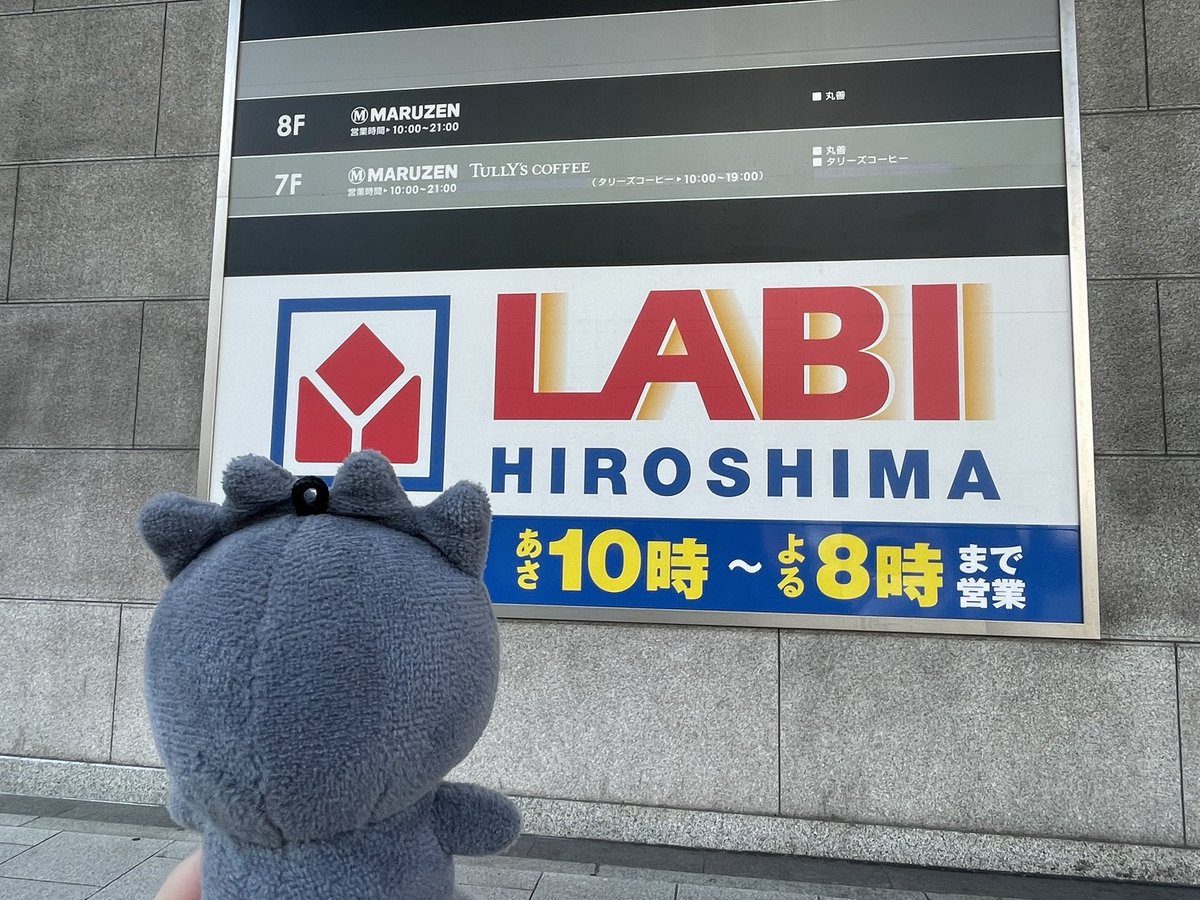 8F
MARUZEN
営業時間▶10:00~21:00
■ 丸善
7F
MARUZEN TULLY'S COFFEE
営業時間▶10:00~21:00
(タリーズコーヒー▶10:00~19:00)
■ 丸善
■ タリーズコーヒー
LABI
HIROSHIMA
あさ10時～よる8時まで営業